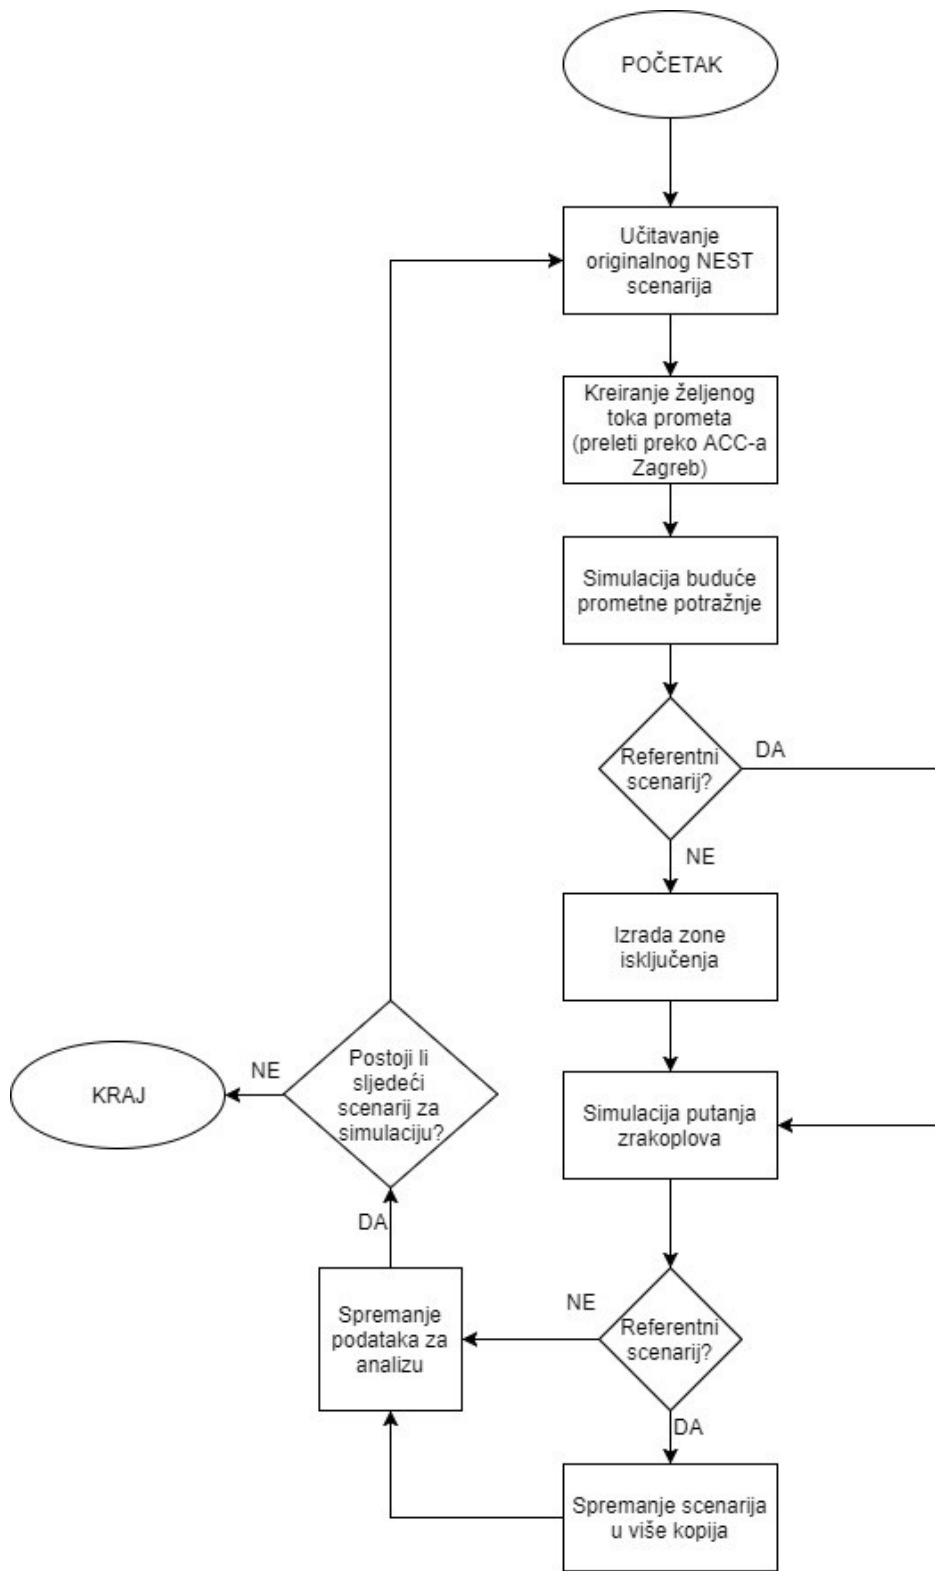 POČETAK
Učitavanje
originalnog NEST
scenarija
Kreiranje željenog
toka prometa
(preleti preko ACC-a
Zagreb)
Simulacija buduće
prometne potražnje
Referentni
scenarij?
DA
NE
Izrada zone
isključenja
Simulacija putanja
zrakoplova
Referentni
scenarij?
NE
DA
Spremanje scenarija
u više kopija
Spremanje
podataka za
analizu
DA
Postoji li
sljedeći
scenarij za
simulaciju?
NE
KRAJ